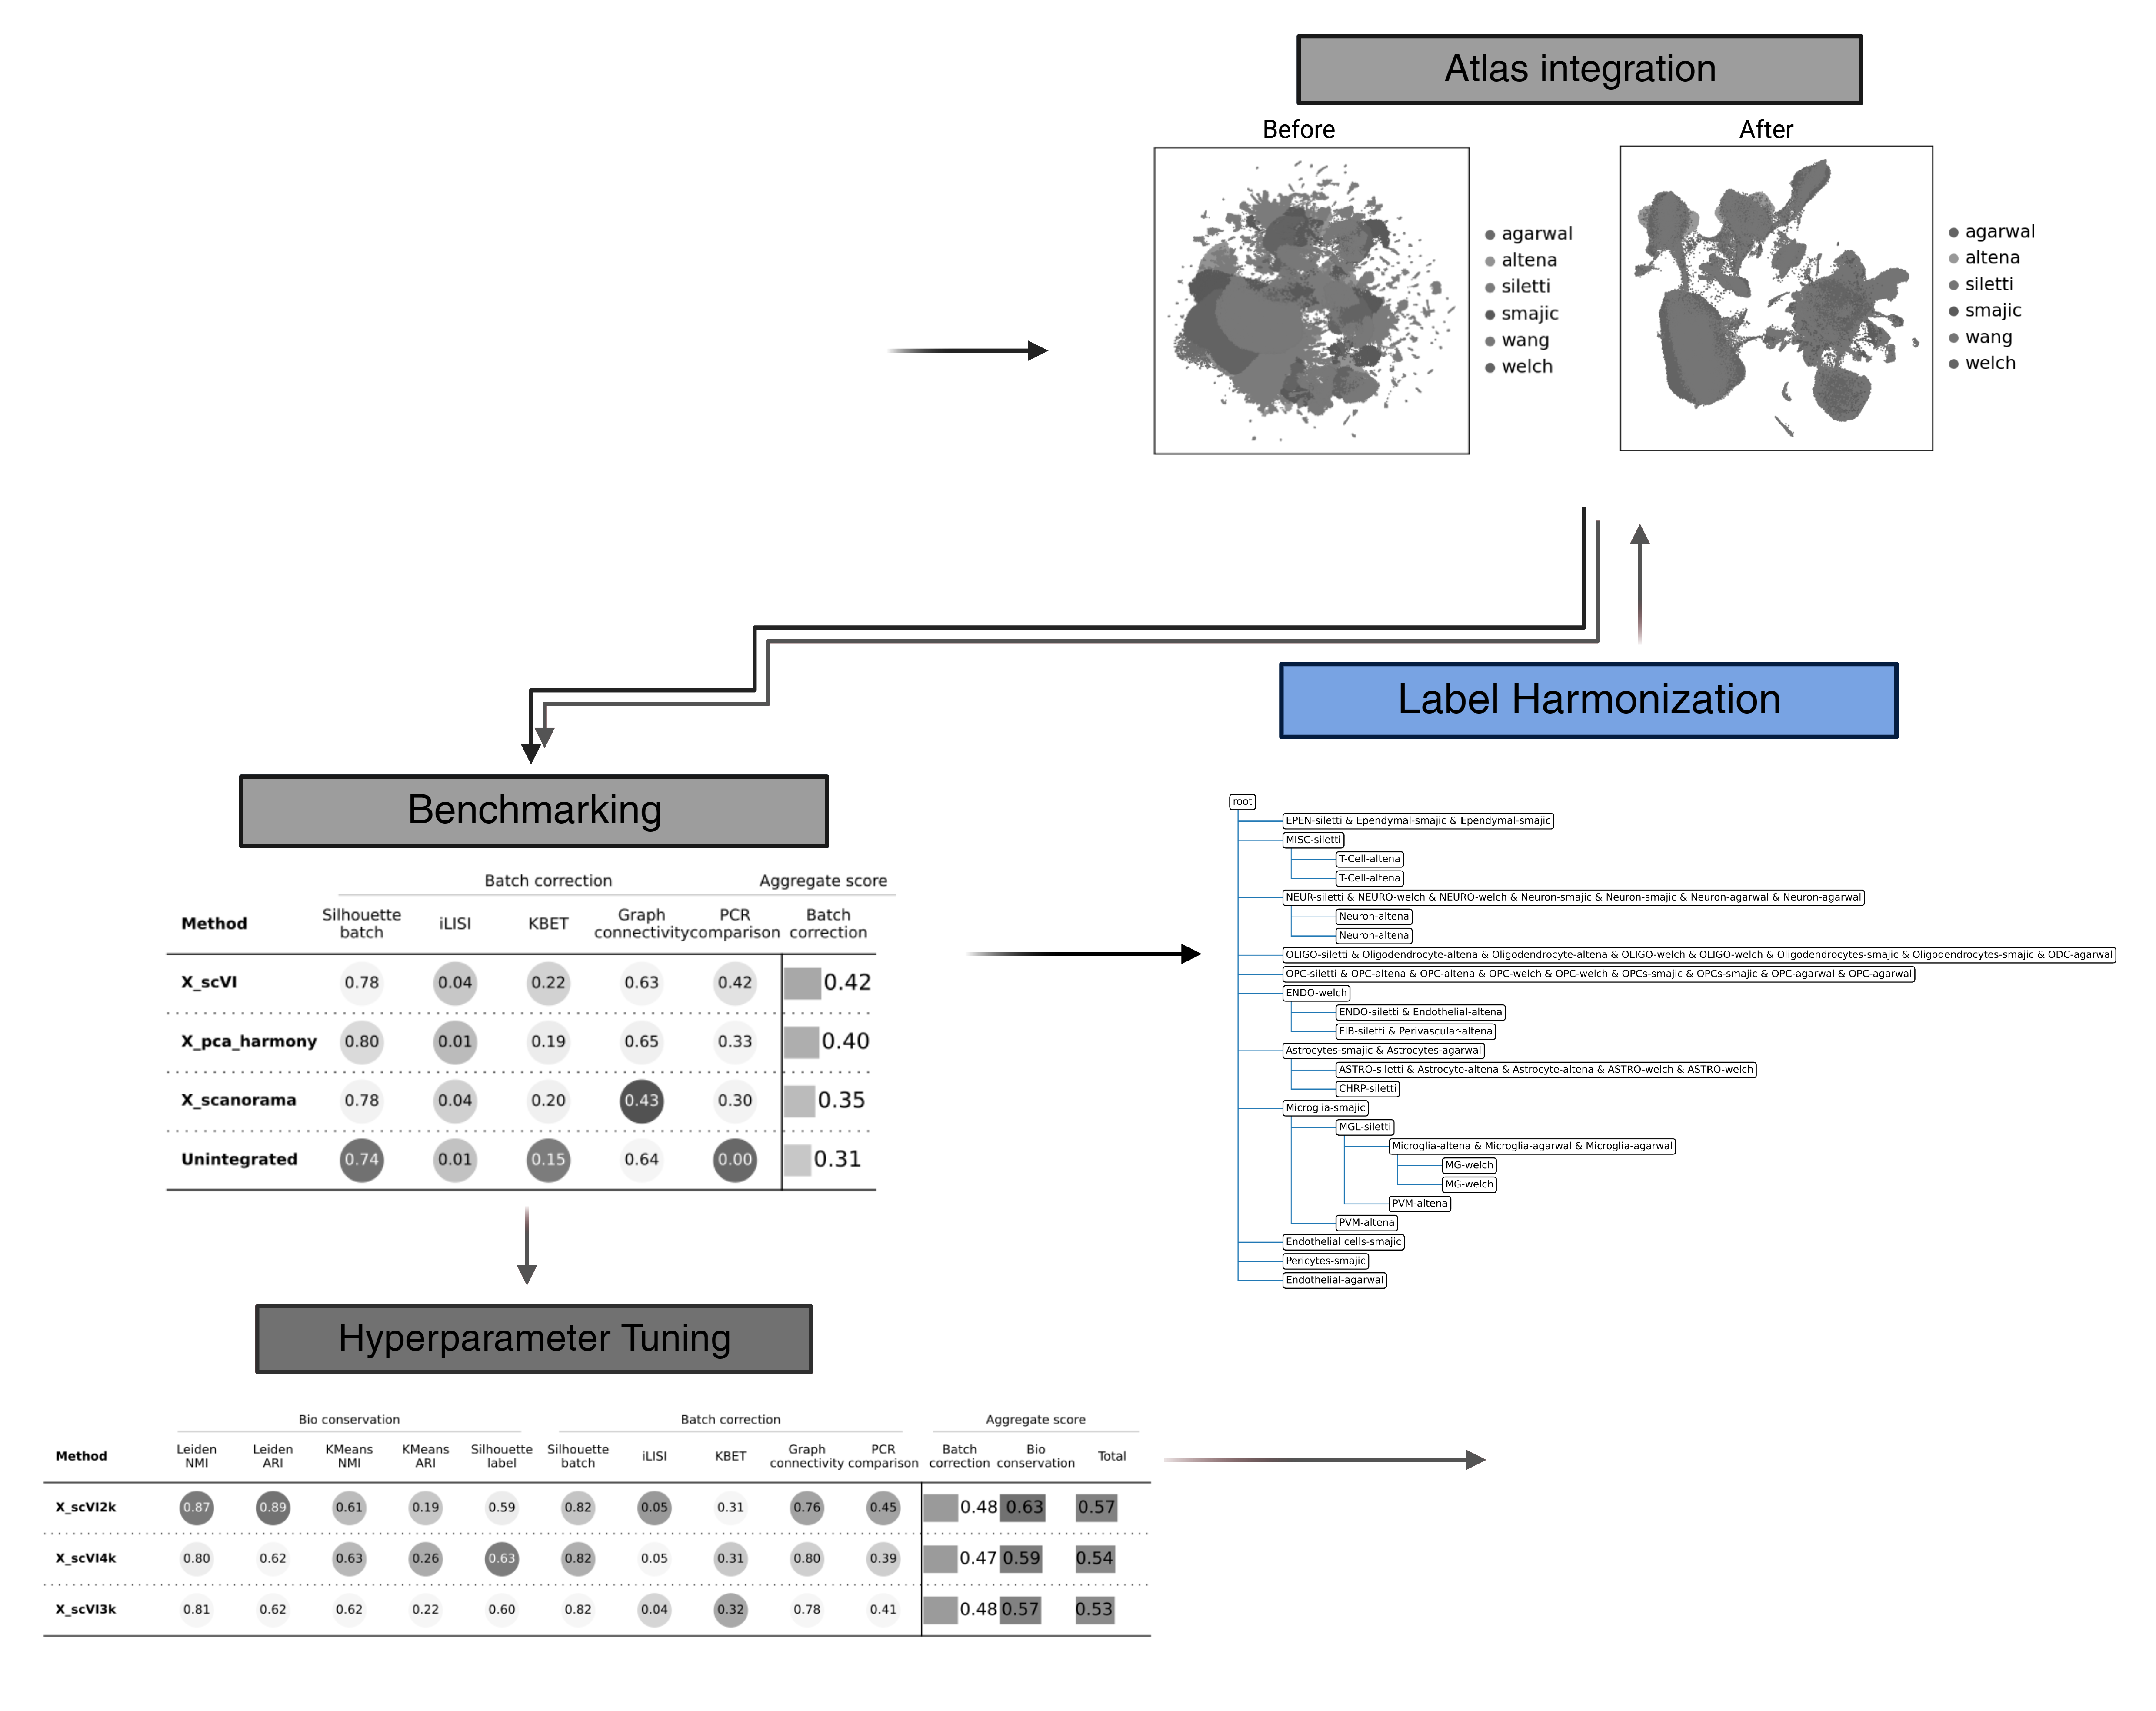 Atlas integration
Before
After
agarwal
altena
siletti
smajic
wang
welch
agarwal
altena
siletti
smajic
wang
welch
Label Harmonization
root
EPEN-siletti & Ependymal-smajic & Ependymal-smajic
MISC-siletti
T-Cell-altena
T-Cell-altena
NEUR-siletti & NEURO-welch & NEURO-welch & Neuron-smajic & Neuron-smajic & Neuron-agarwal & Neuron-agarwal
Neuron-altena
Neuron-altena
OLIGO-siletti & Oligodendrocyte-altena & Oligodendrocyte-altena & OLIGO-welch & OLIGO-welch & Oligodendrocytes-smajic & Oligodendrocytes-smajic & ODC-agarwal
OPC-siletti & OPC-altena & OPC-altena & OPC-welch & OPC-welch & OPCs-smajic & OPCs-smajic & OPC-agarwal & OPC-agarwal
ENDO-welch
ENDO-siletti & Endothelial-altena
FIB-siletti & Perivascular-altena
Astrocytes-smajic & Astrocytes-agarwal
ASTRO-siletti & Astrocyte-altena & Astrocyte-altena & ASTRO-welch & ASTRO-welch
CHRP-siletti
Microglia-smajic
MGL-siletti
Microglia-altena & Microglia-agarwal & Microglia-agarwal
MG-welch
MG-welch
PVM-altena
PVM-altena
Endothelial cells-smajic
Pericytes-smajic
Endothelial-agarwal
Benchmarking
Batch correction Aggregate score
Method Silhouette batch iLISI KBET Graph connectivity PCR comparison Batch correction
X_scVI 0.78 0.04 0.22 0.63 0.42 0.42
X_pca_harmony 0.80 0.01 0.19 0.65 0.33 0.40
X_scanorama 0.78 0.04 0.20 0.43 0.30 0.35
Unintegrated 0.74 0.01 0.15 0.64 0.00 0.31
Hyperparameter Tuning
Bio conservation Batch correction Aggregate score
Method Leiden NMI Leiden ARI KMeans NMI KMeans ARI Silhouette label Silhouette batch iLISI KBET Graph connectivity PCR comparison Batch correction Bio conservation Total
X_scVI2k 0.87 0.89 0.61 0.19 0.59 0.82 0.05 0.31 0.76 0.45 0.48 0.63 0.57
X_scVI4k 0.80 0.62 0.63 0.26 0.63 0.82 0.05 0.31 0.80 0.39 0.47 0.59 0.54
X_scVI3k 0.81 0.62 0.62 0.22 0.60 0.82 0.04 0.32 0.78 0.41 0.48 0.57 0.53